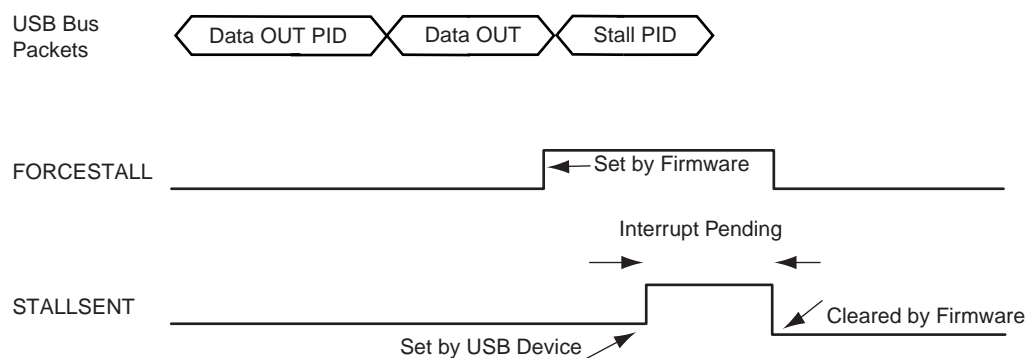 USB Bus
Packets
Data OUT PID
Data OUT
Stall PID
FORCESTALL
Set by Firmware
Interrupt Pending
STALLSENT
Cleared by Firmware
Set by USB Device